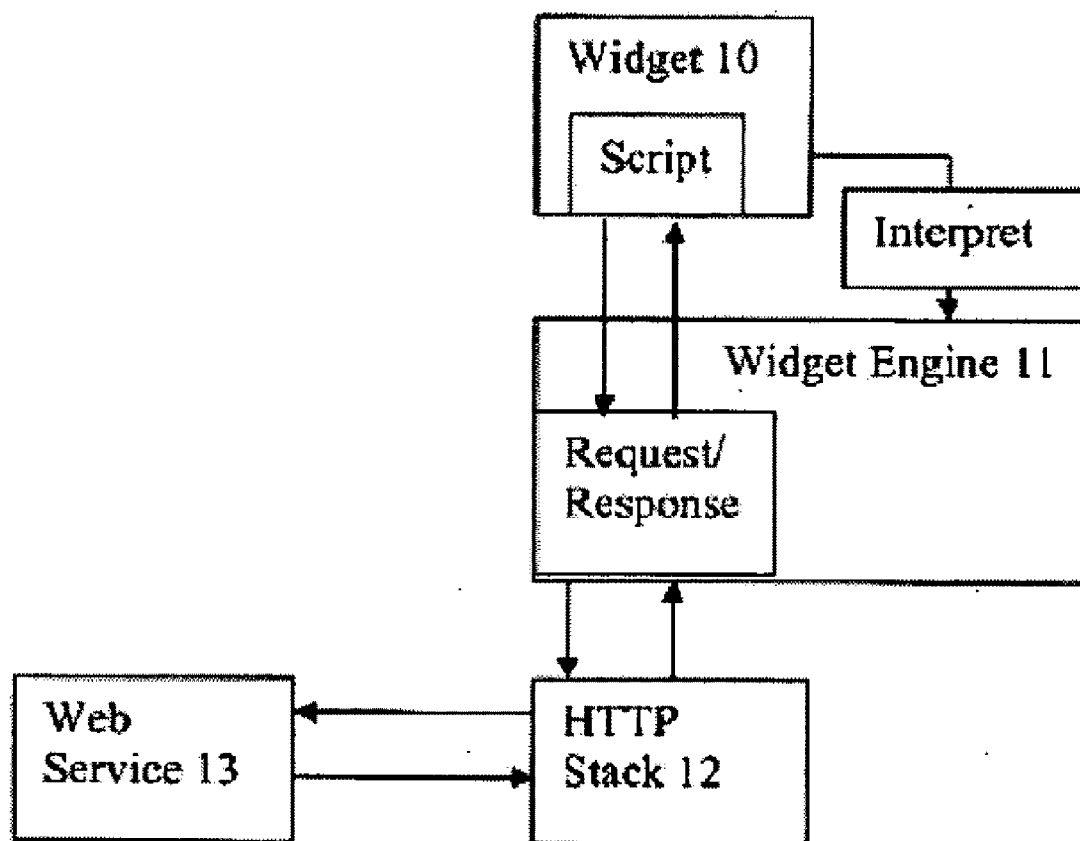 Widget 10
Script
Interpret
Widget Engine 11
Request/
Response
Web
Service 13
HTTP
Stack 12